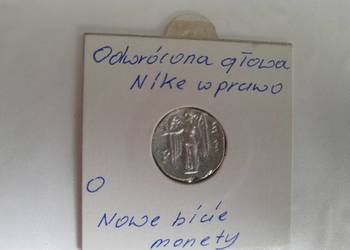 Odwrócona głowa
Nike w prawo
O
Nowe bicie
monety